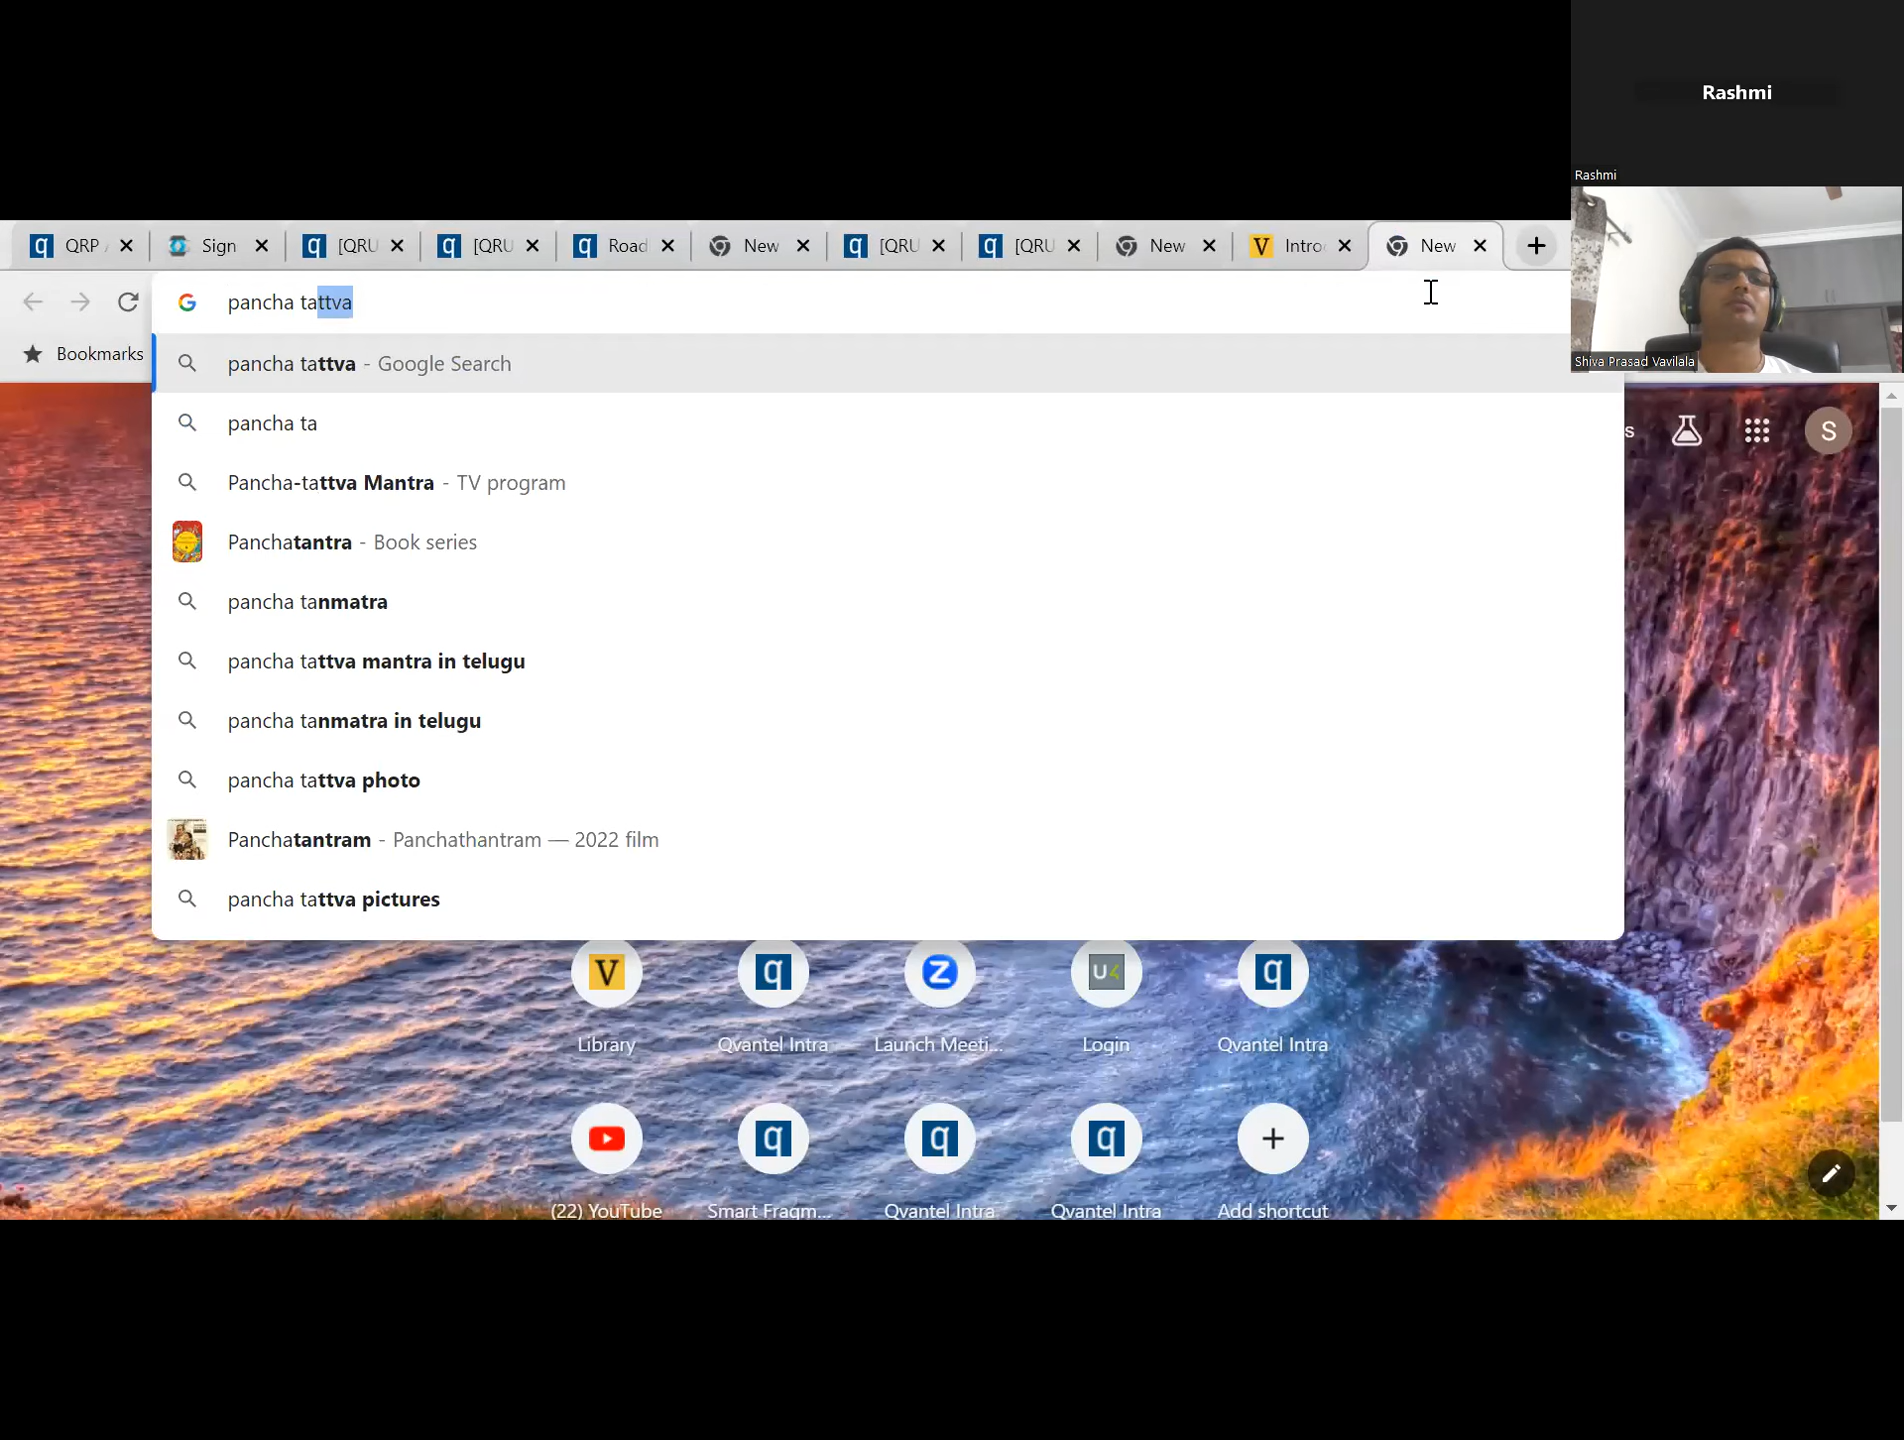 Rashmi
Rashmi
QRP
Sign
[QRU
[QRU
Road
New
[QRU
[QRU
New
Intro
New
pancha tattva
Shiva Prasad Vavilala
Bookmarks
pancha tattva - Google Search
pancha ta
s
S
Pancha-tattva Mantra - TV program
Panchatantra - Book series
pancha tanmatra
pancha tattva mantra in telugu
pancha tanmatra in telugu
pancha tattva photo
Panchatantram - Panchathantram — 2022 film
pancha tattva pictures
V q Z U4 q
Library Qvantel Intra Launch Meeti... Login Qvantel Intra
(22) YouTube Smart Fragm... Qvantel Intra Qvantel Intra Add shortcut